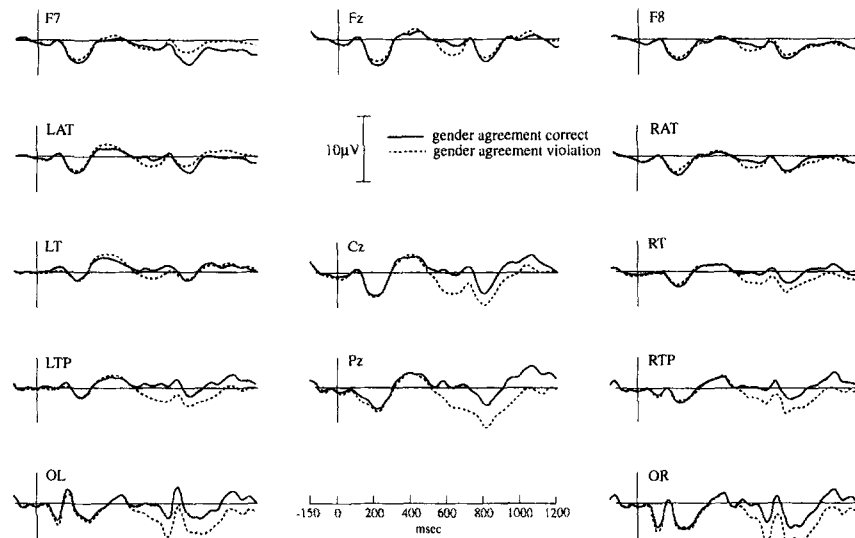 F7 Fz F8
LAT RAT
10μV
gender agreement correct
gender agreement violation
LT Cz RT
LTP Pz RTP
OL OR
-150 0 200 400 600 800 1000 1200
msec